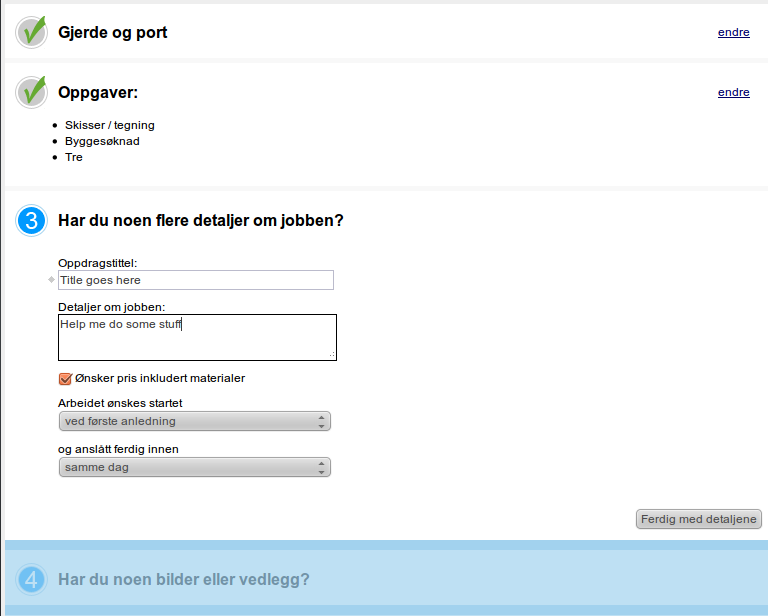 Gjerde og port
endre
Oppgaver:
endre
Skisser / tegning
Byggesøknad
Tre
3
Har du noen flere detaljer om jobben?
Oppdragstittel:
Title goes here
Detaljer om jobben:
Help me do some stuff
Ønsker pris inkludert materialer
Arbeidet ønskes startet
ved første anledning
og anslått ferdig innen
samme dag
Ferdig med detaljene
4
Har du noen bilder eller vedlegg?